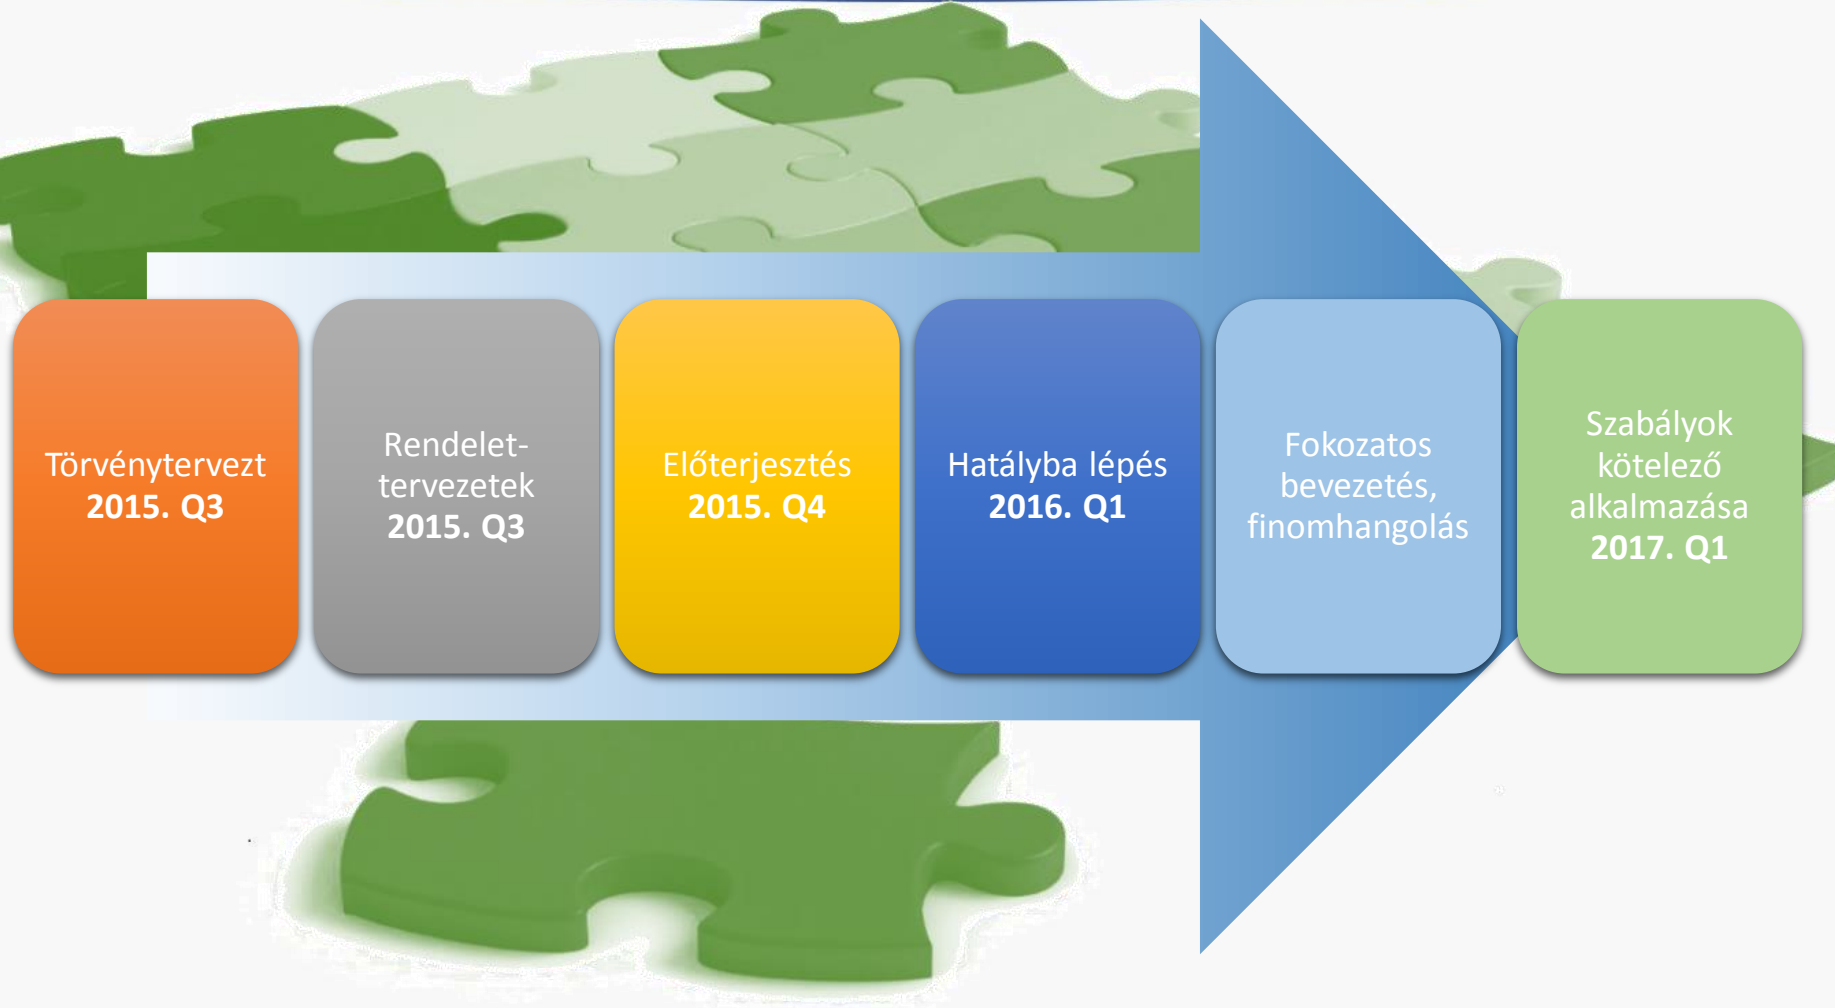 Törvénytervezt
2015. Q3
Rendelet-
tervezetek
2015. Q3
Előterjesztés
2015. Q4
Hatályba lépés
2016. Q1
Fokozatos
bevezetés,
finomhangolás
Szabályok
kötelező
alkalmazása
2017. Q1